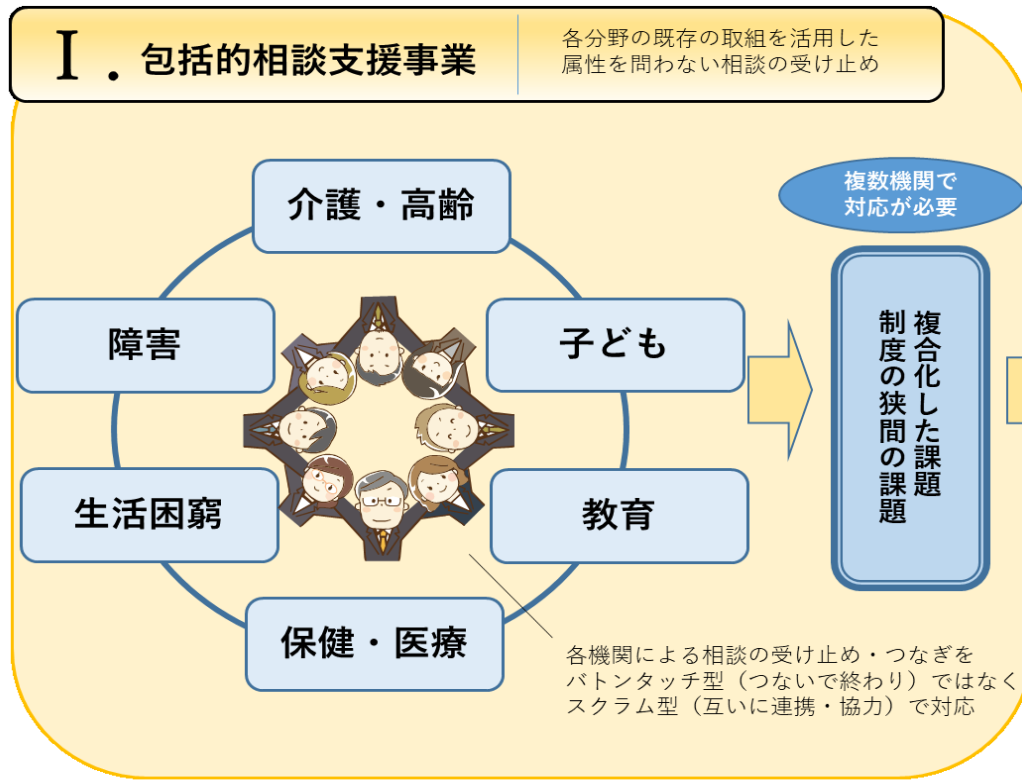 Ⅰ．包括的相談支援事業
各分野の既存の取組を活用した
属性を問わない相談の受け止め
介護・高齢
障害
子ども
生活困窮
教育
保健・医療
複数機関で
対応が必要
複合化した課題
制度の狭間の課題
各機関による相談の受け止め・つなぎを
バトンタッチ型（つないで終わり）ではなく
スクラム型（互いに連携・協力）で対応